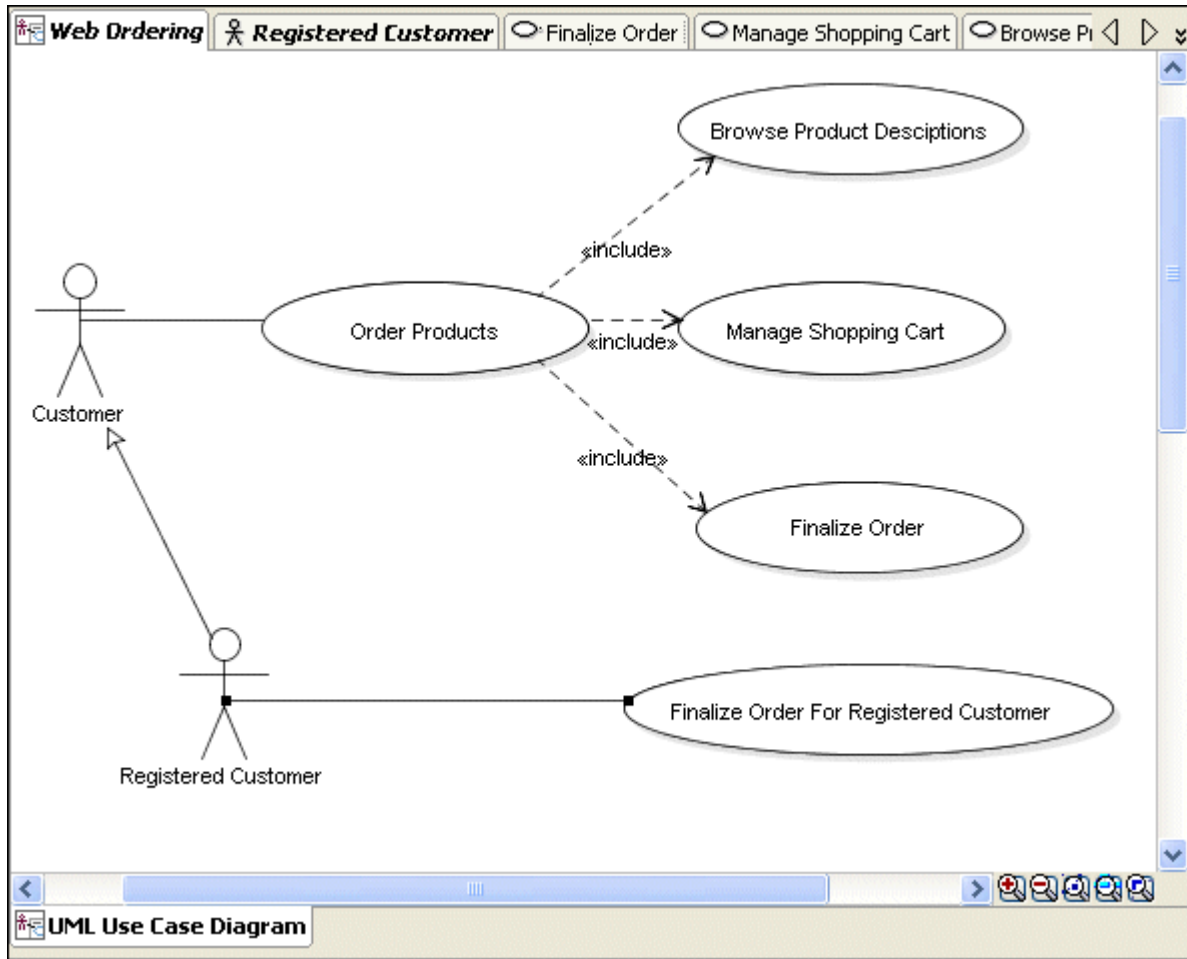 Web Ordering
Registered Customer
Finalize Order
Manage Shopping Cart
Browse Pr
Browse Product Desciptions
«include»
Order Products
Manage Shopping Cart
«include»
Customer
«include»
Finalize Order
Finalize Order For Registered Customer
Registered Customer
UML Use Case Diagram